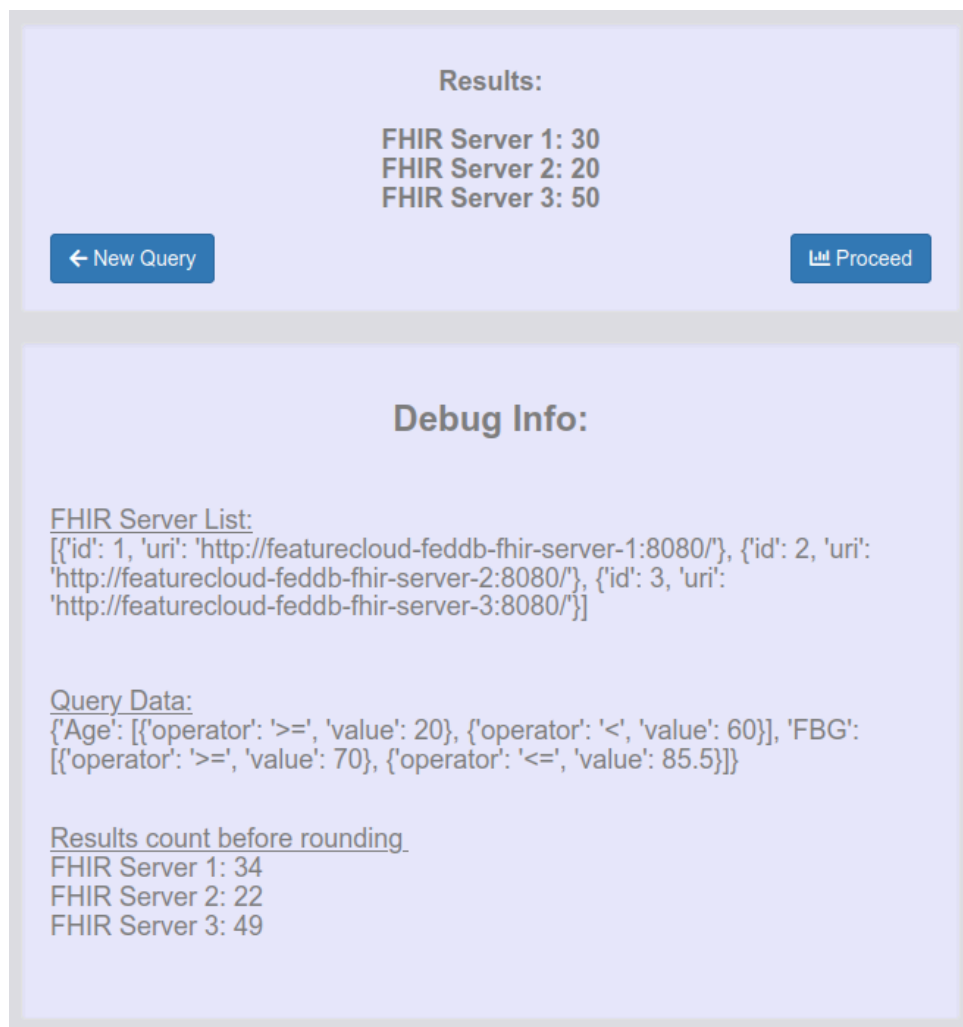 Results:
FHIR Server 1: 30
FHIR Server 2: 20
FHIR Server 3: 50
New Query
Proceed
Debug Info:
FHIR Server List:
[{'id': 1, 'uri': 'http://featurecloud-feddb-fhir-server-1:8080/'}, {'id': 2, 'uri':
'http://featurecloud-feddb-fhir-server-2:8080/'}, {'id': 3, 'uri':
'http://featurecloud-feddb-fhir-server-3:8080/'}]
Query Data:
{'Age': [{'operator': '>=', 'value': 20}, {'operator': '<', 'value': 60}], 'FBG':
[{'operator': '>=', 'value': 70}, {'operator': '<=', 'value': 85.5}]}
Results count before rounding
FHIR Server 1: 34
FHIR Server 2: 22
FHIR Server 3: 49